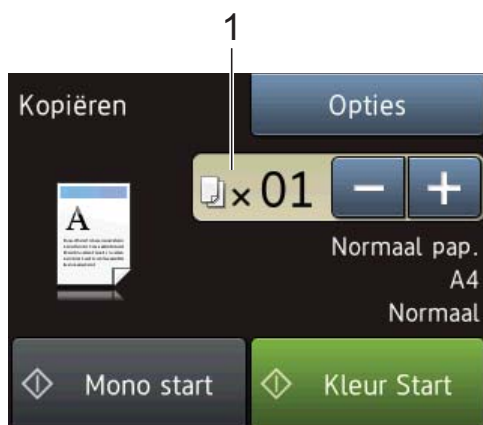 1
Kopiëren
Opties
× 01 − +
A
Normaal pap.
A4
Normaal
Mono start
Kleur Start